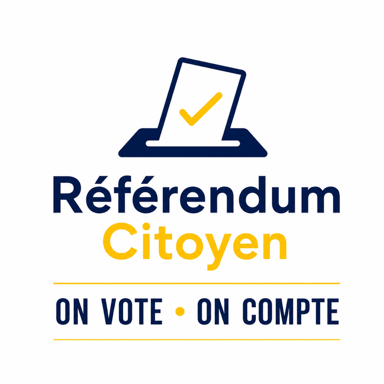 Référendum
Citoyen
ON VOTE • ON COMPTE